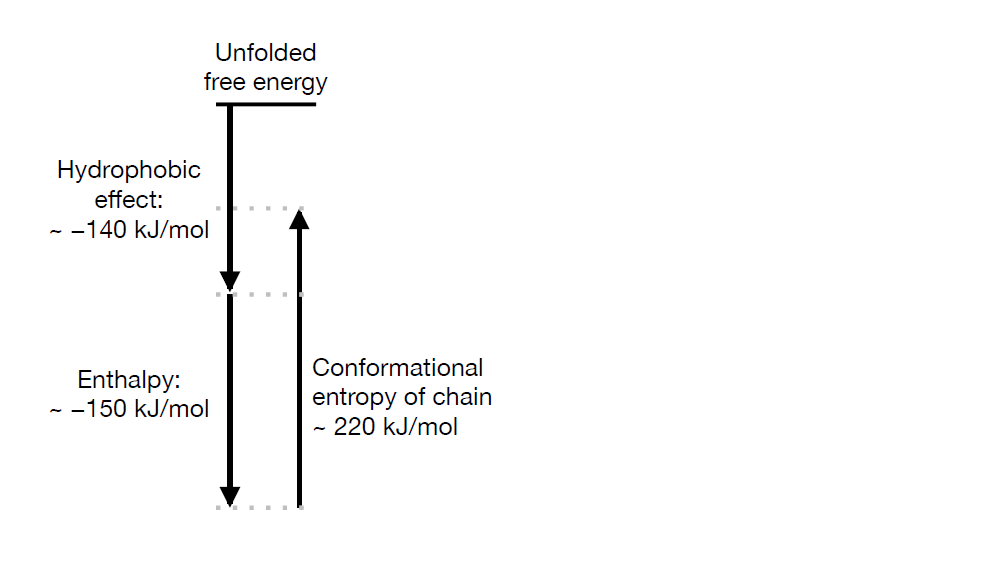 Unfolded
free energy
Hydrophobic
effect:
~ −140 kJ/mol
Enthalpy:
~ −150 kJ/mol
Conformational
entropy of chain
~ 220 kJ/mol